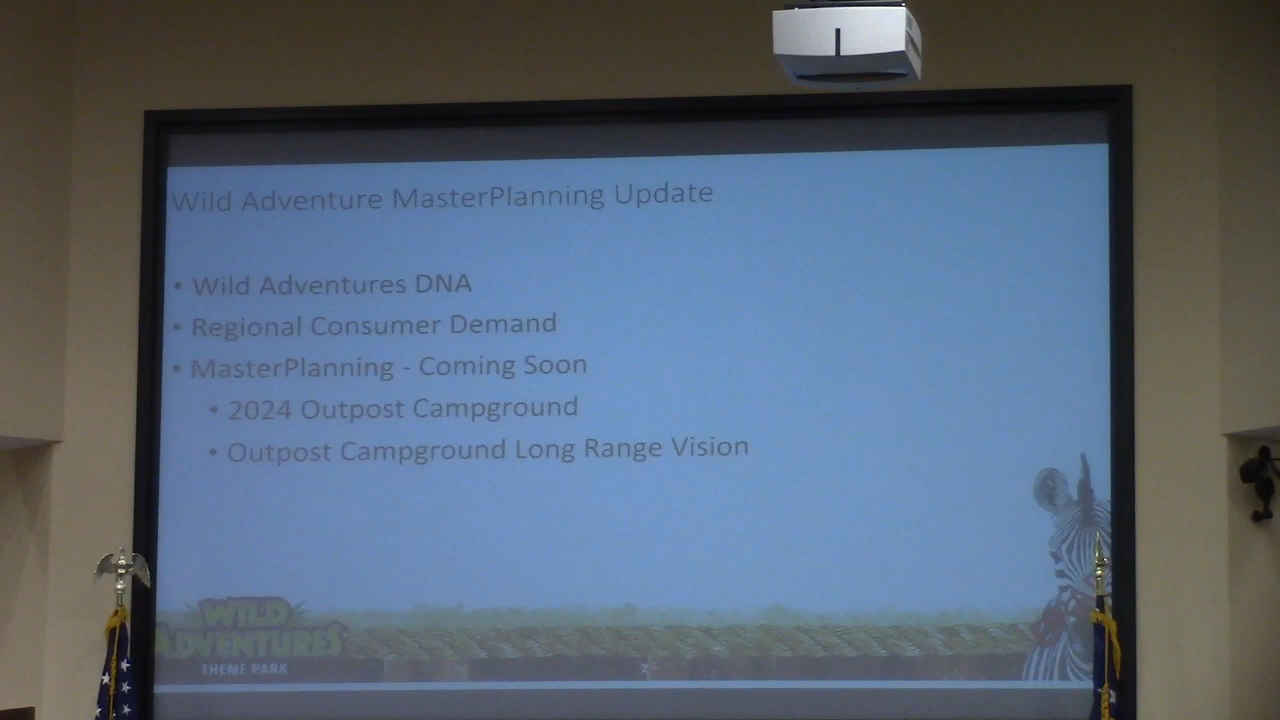 Wild Adventure MasterPlanning Update
• Wild Adventures DNA
• Regional Consumer Demand
• MasterPlanning - Coming Soon
• 2024 Outpost Campground
• Outpost Campground Long Range Vision
WILD
ADVENTURES
THEME PARK